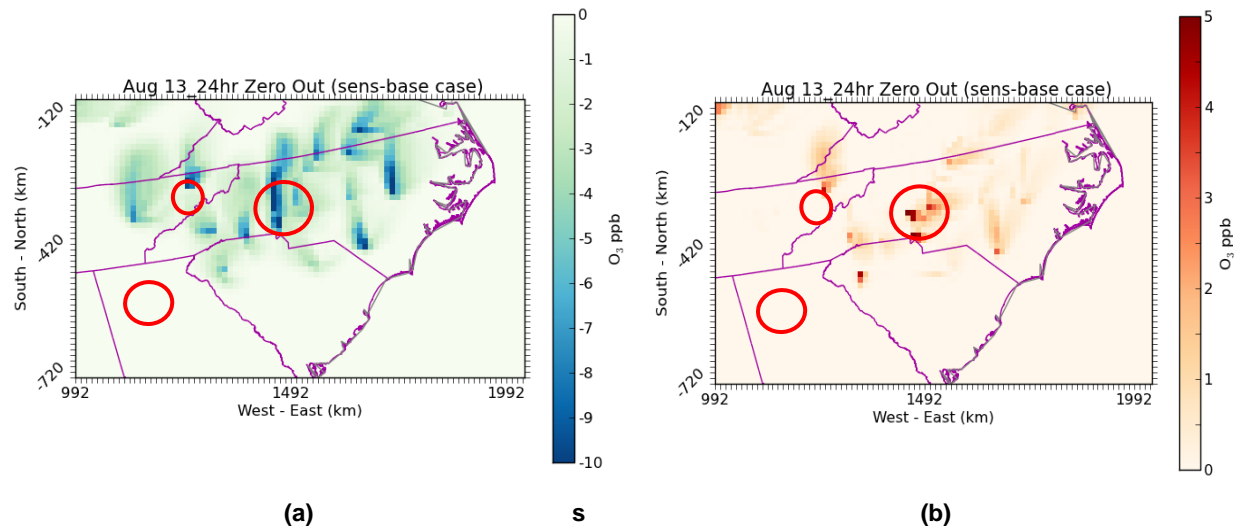 Aug 13_24hr Zero Out (sens-base case)
South - North (km)
-120
-420
-720
992
1492
1992
West - East (km)
0
-1
-2
-3
-4
-5
-6
-7
-8
-9
-10
O3 ppb
(a)
s
Aug 13_24hr Zero Out (sens-base case)
South - North (km)
-120
-420
-720
992
1492
1992
West - East (km)
5
4
3
2
1
0
O3 ppb
(b)